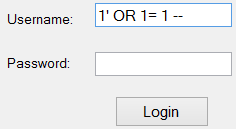 Username: 1' OR 1= 1 --
Password:
Login